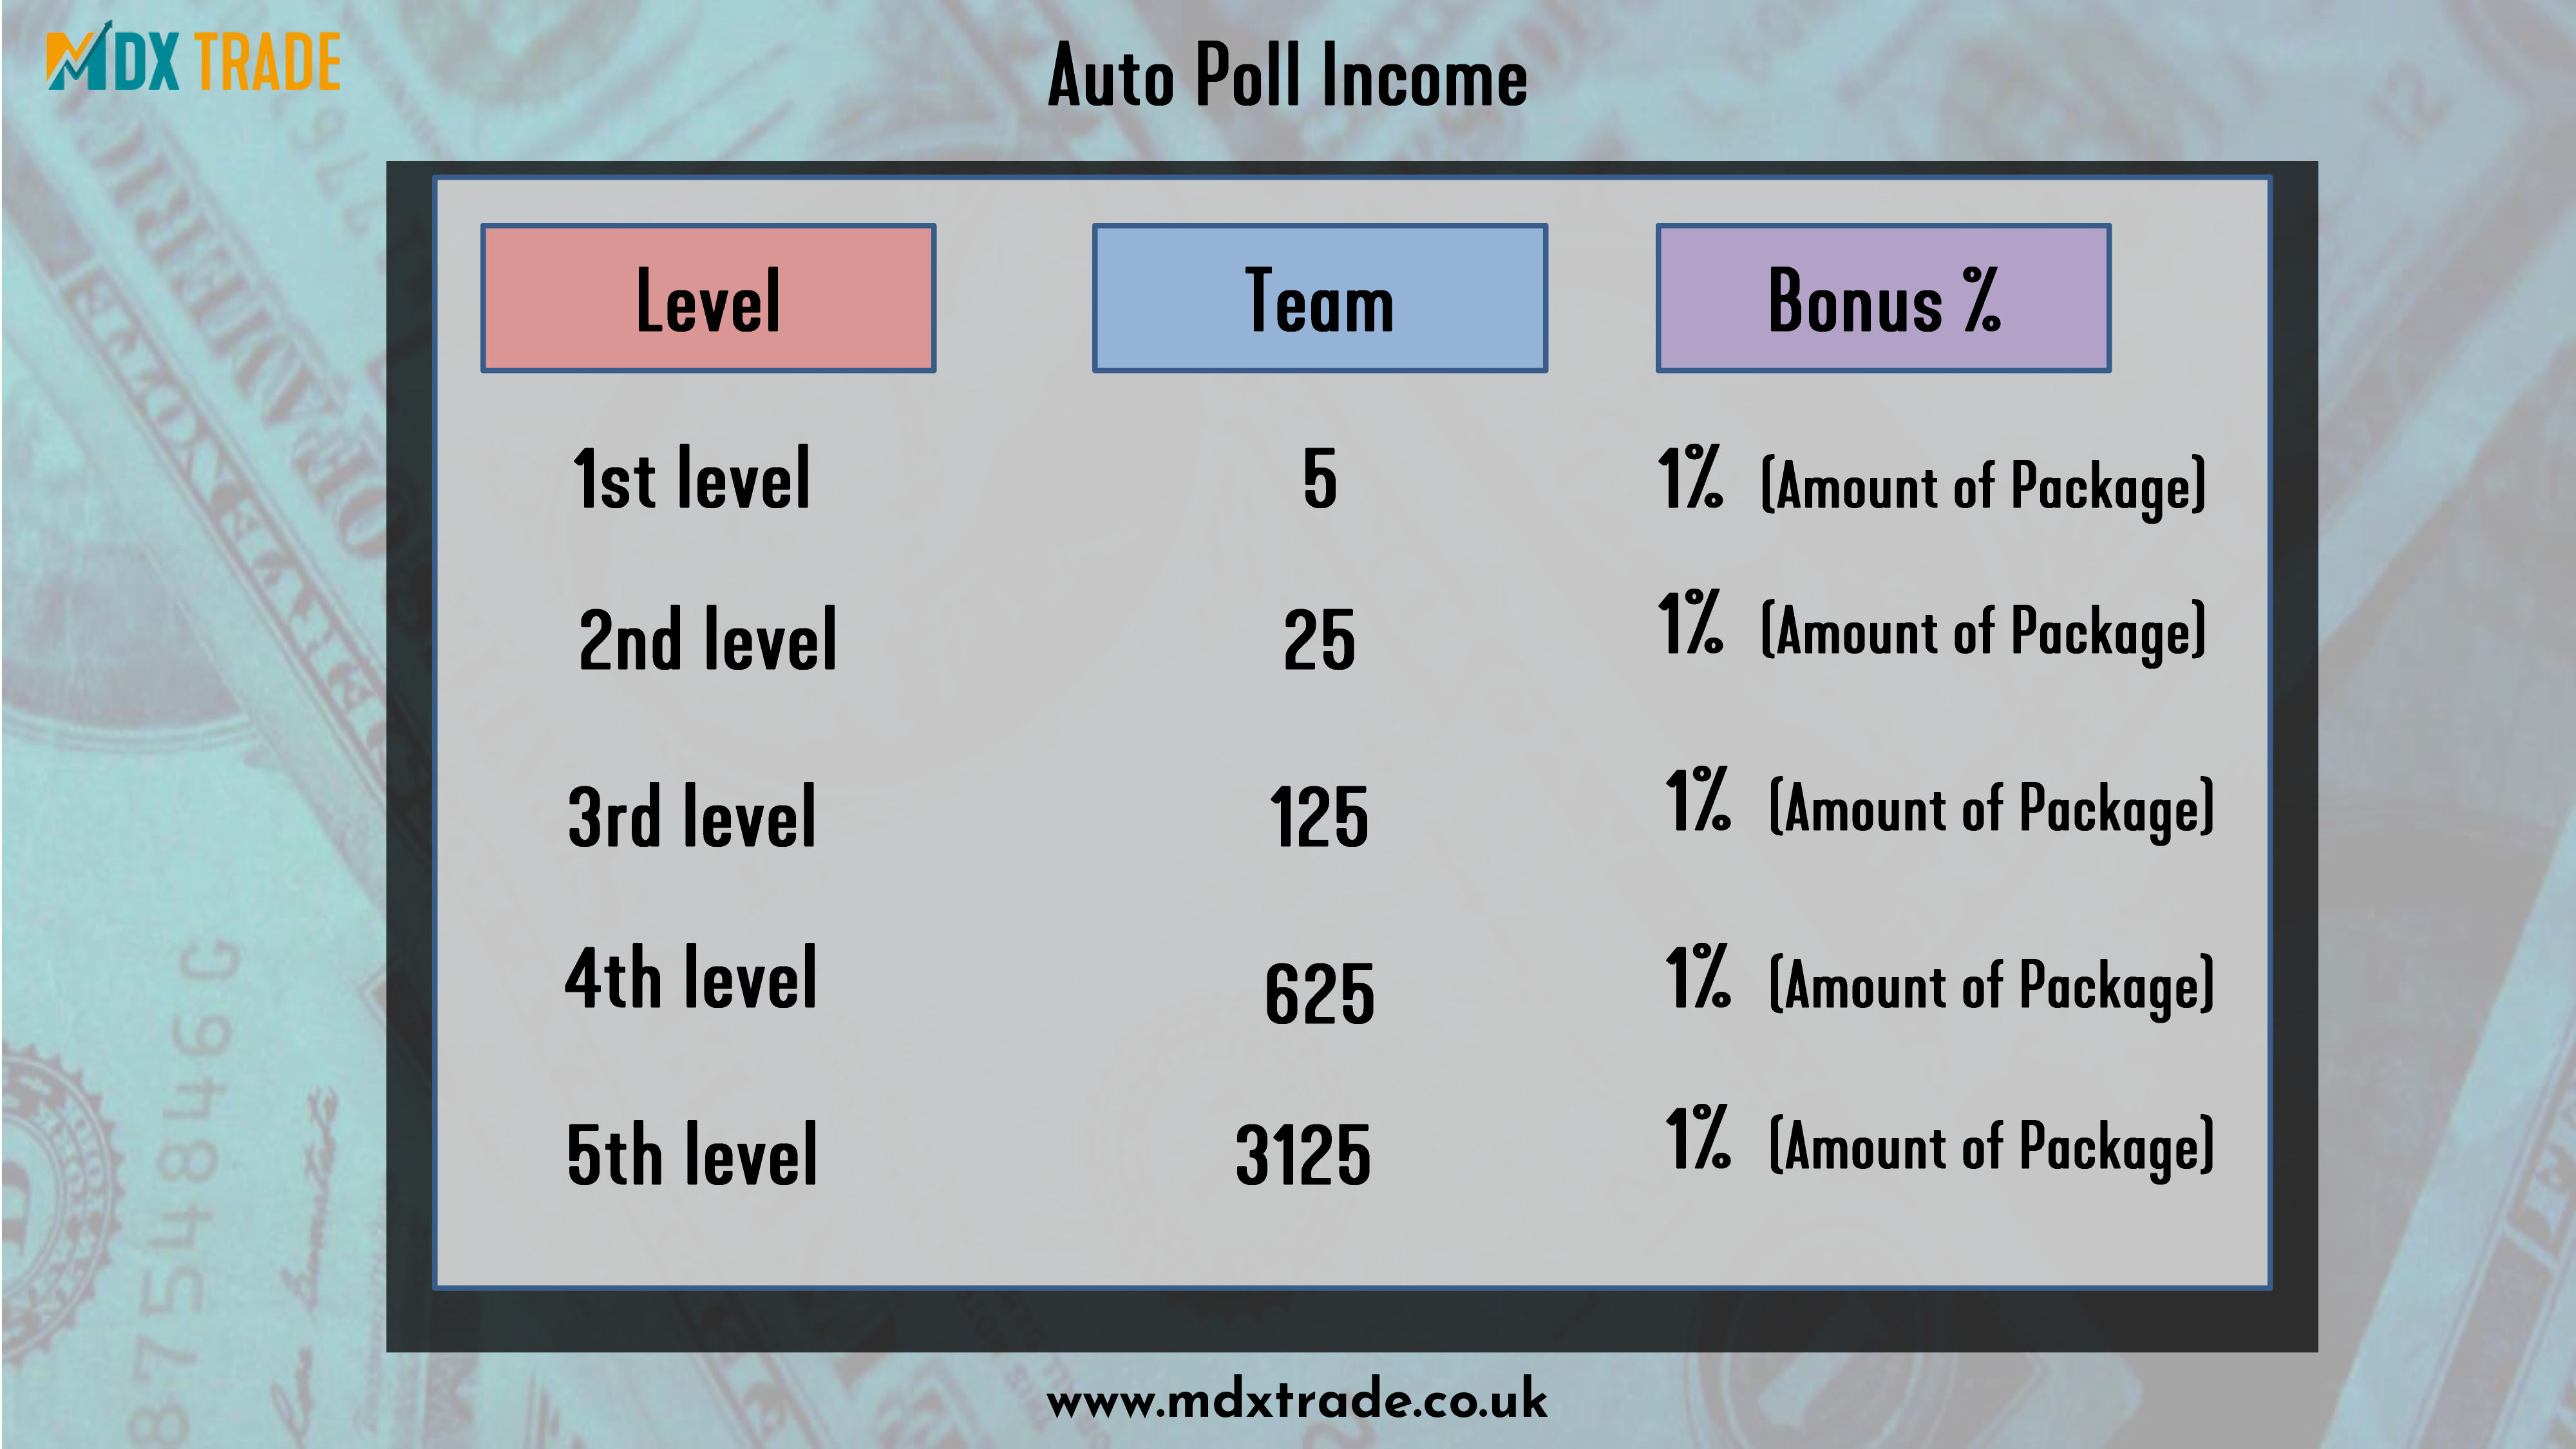 MDX TRADE
Auto Poll Income
Level Team Bonus %
1st level 5 1% (Amount of Package)
2nd level 25 1% (Amount of Package)
3rd level 125 1% (Amount of Package)
4th level 625 1% (Amount of Package)
5th level 3125 1% (Amount of Package)
www.mdxtrade.co.uk